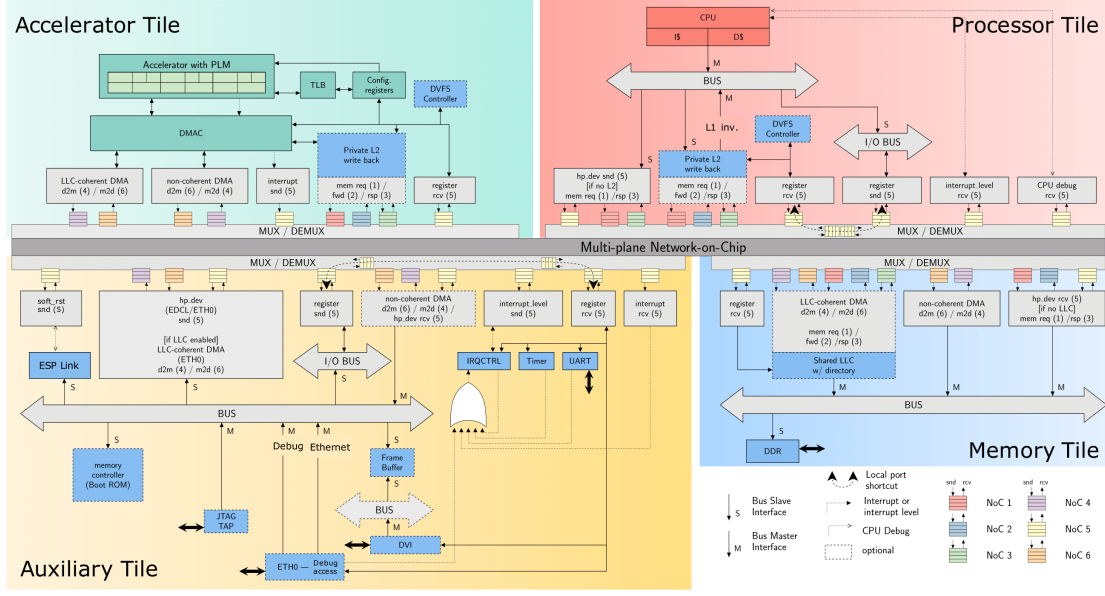 Accelerator Tile
Accelerator with PLM
TLB
Config.
registers
DVFS
Controller
DMAC
Private L2
write back
LLC-coherent DMA
d2m (4) / m2d (6)
non-coherent DMA
d2m (6) / m2d (4)
interrupt
snd (5)
mem req (1) /
fwd (2) /rsp (3)
register
rcv (5)
MUX / DEMUX
Processor Tile
CPU
I$
D$
M
BUS
M
L1 inv.
S
S
S
DVFS
Controller
I/O BUS
S
hp.dev snd (5)
[if no L2]
mem req (1) /rsp (3)
Private L2
write back
mem req (1) /
fwd (2) /rsp (3)
register
rcv (5)
register
snd (5)
interrupt_level
rcv (5)
CPU debug
rcv (5)
MUX / DEMUX
Multi-plane Network-on-Chip
MUX / DEMUX
soft_rst
snd (5)
hp.dev
(EDCL/ETH0)
snd (5)
[if LLC enabled]
LLC-coherent DMA
(ETH0)
d2m (4) / m2d (6)
register
snd (5)
non-coherent DMA
d2m (6) / m2d (4) /
hp_dev rcv (5)
interrupt_level
snd (5)
register
rcv (5)
interrupt
rcv (5)
ESP Link
S
S
I/O BUS
S
M
IRQCTRL
Timer
UART
BUS
S
M
M
M
S
Debug
Ethernet
memory
controller
(Boot ROM)
Frame
Buffer
S
BUS
M
JTAG
TAP
DVI
ETH0 — Debug
access
Auxiliary Tile
MUX / DEMUX
register
rcv (5)
LLC-coherent DMA
d2m (4) / m2d (6)
mem req (1) /
fwd (2) /rsp (3)
Shared LLC
w/ directory
non-coherent DMA
d2m (6) / m2d (4)
hp.dev rcv (5)
[if no LLC]
mem req (1) /rsp (3)
M
M
M
BUS
S
DDR
Memory Tile
S
Bus Slave
Interface
M
Bus Master
Interface
Local port
shortcut
Interrupt or
interrupt level
CPU Debug
optional
snd rcv
NoC 1
NoC 2
NoC 3
snd rcv
NoC 4
NoC 5
NoC 6